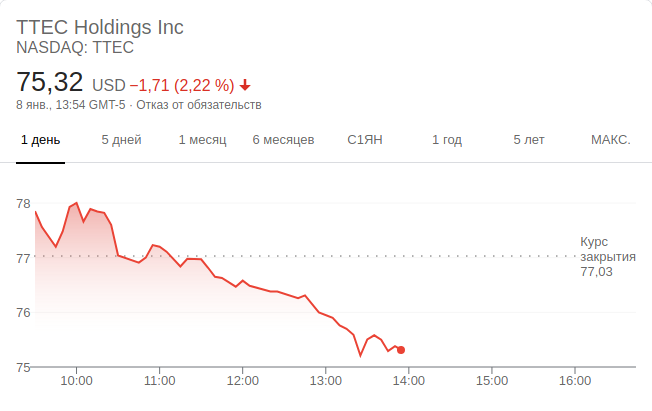 TTEC Holdings Inc
NASDAQ: TTEC
75,32 USD −1,71 (2,22 %)
8 янв., 13:54 GMT-5 · Отказ от обязательств
1 день 5 дней 1 месяц 6 месяцев С1ЯН 1 год 5 лет МАКС.
78
77
76
75
Курс
закрытия
77,03
10:00 11:00 12:00 13:00 14:00 15:00 16:00